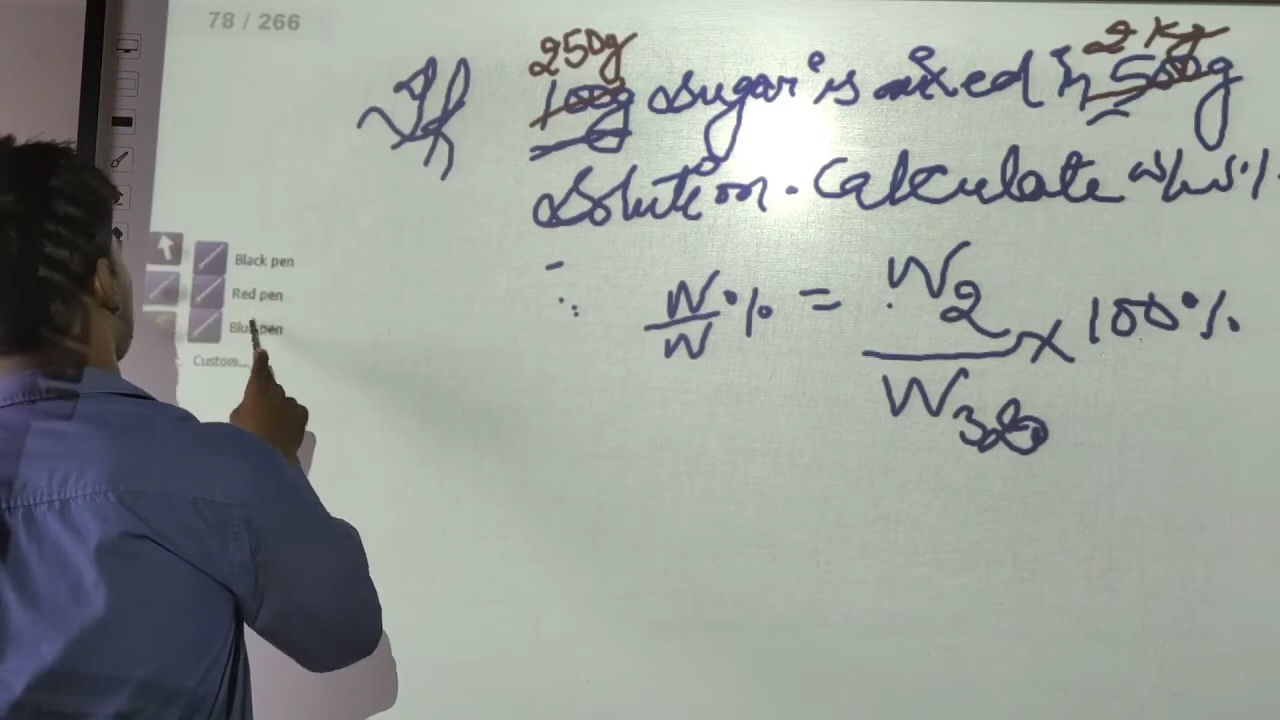 78 / 266
250g 2 Kg
If 100g sugar is mixed in 500g
solution. Calculate w/w%.
Black pen
Red pen
Blue pen
Custom...
∴ W/W % = W2/W3 × 100%